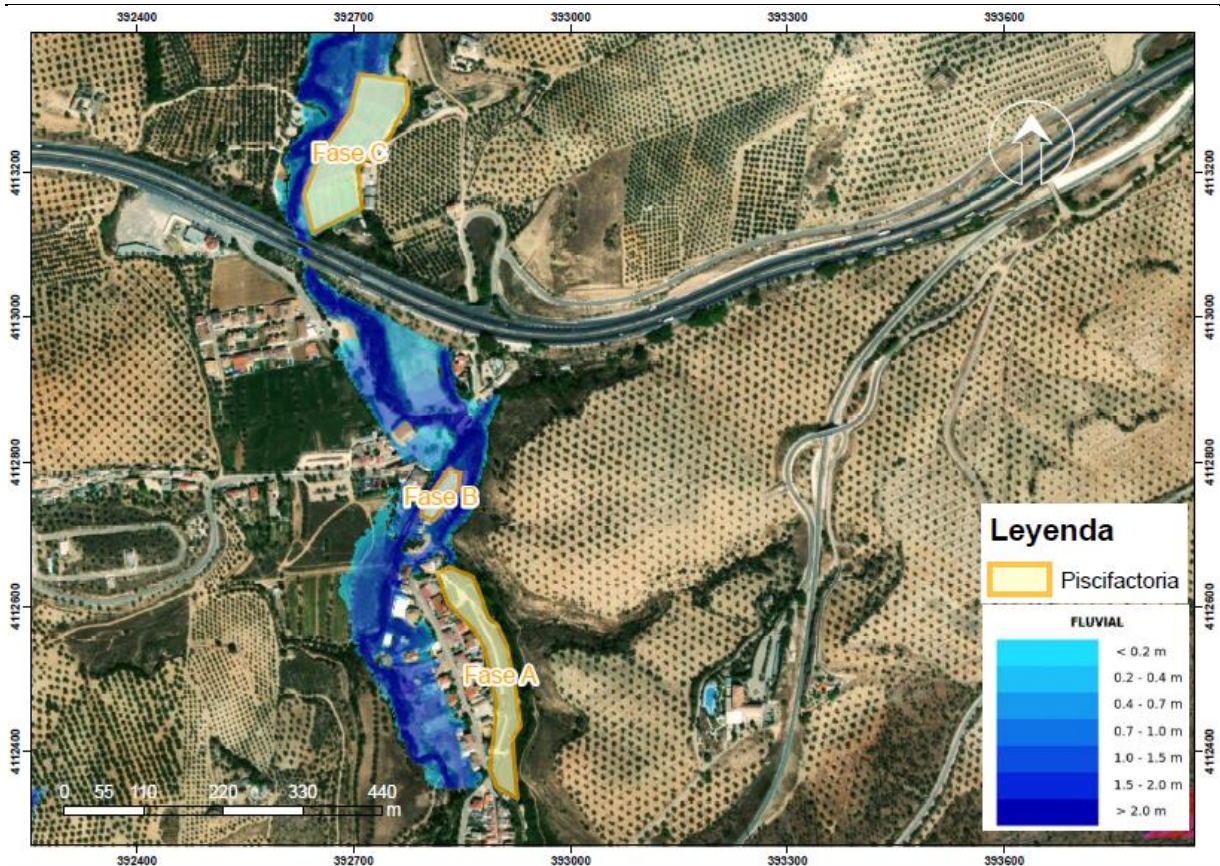 392400 392700 393000 393300 393600
4113200 4113200
4113000 4113000
4112800 4112800
4112600 4112600
4112400 4112400
Fase C
Fase B
Fase A
Leyenda
Piscifactoria
FLUVIAL
< 0.2 m
0.2 - 0.4 m
0.4 - 0.7 m
0.7 - 1.0 m
1.0 - 1.5 m
1.5 - 2.0 m
> 2.0 m
0 55 110 220 330 440
m
392400 392700 393000 393300 393600